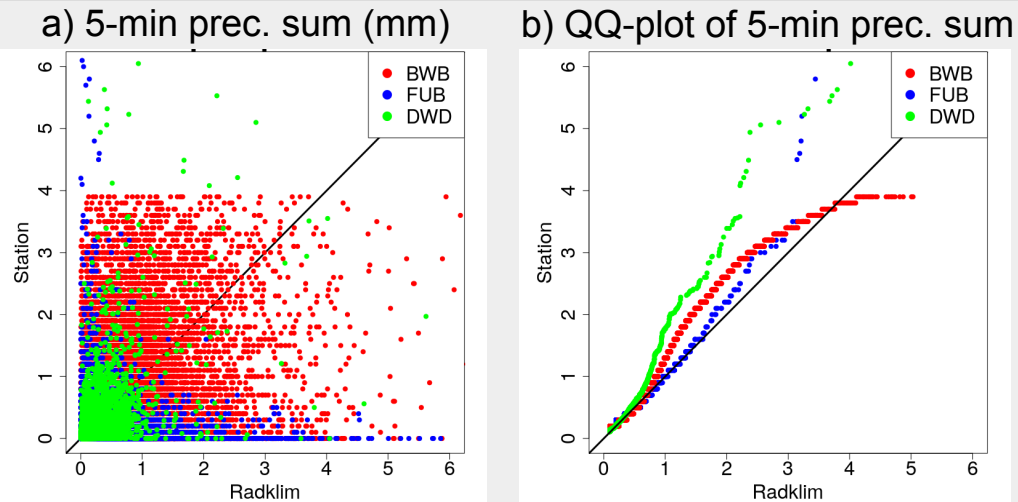 a) 5-min prec. sum (mm)
b) QQ-plot of 5-min prec. sum
BWB
FUB
DWD
6
5
4
3
2
1
0
Station
0 1 2 3 4 5 6
Radklim
BWB
FUB
DWD
6
5
4
3
2
1
0
Station
0 1 2 3 4 5 6
Radklim